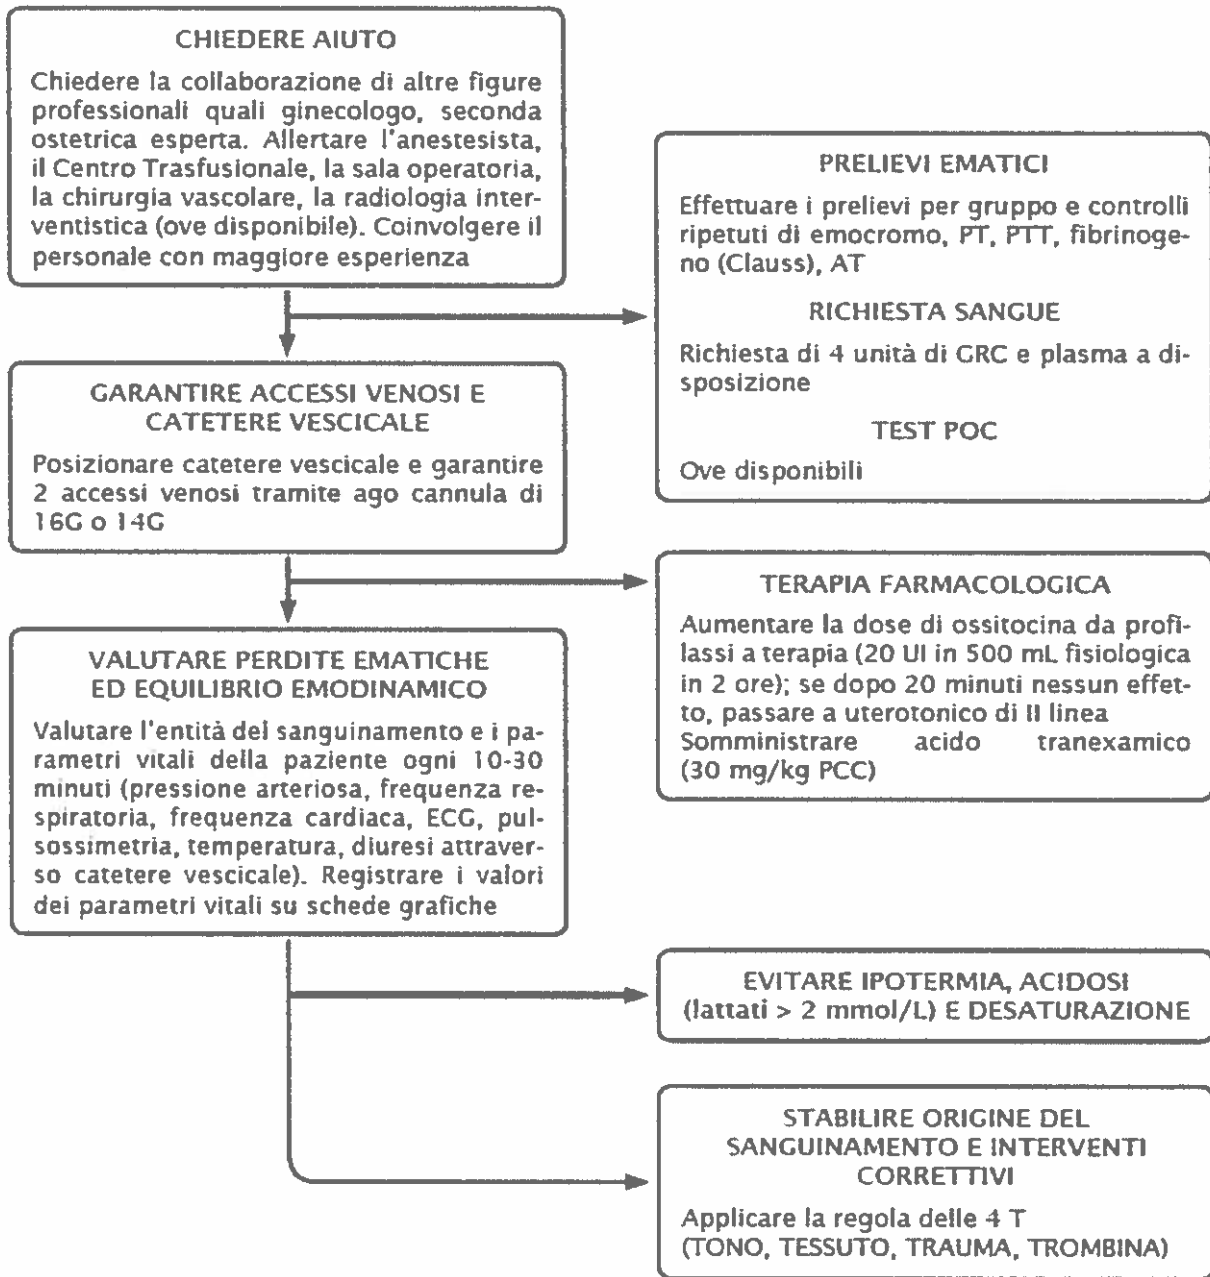 CHIEDERE AIUTO
Chiedere la collaborazione di altre figure
professionali quali ginecologo, seconda
ostetrica esperta. Allertare l'anestesista,
il Centro Trasfusionale, la sala operatoria,
la chirurgia vascolare, la radiologia inter-
ventistica (ove disponibile). Coinvolgere il
personale con maggiore esperienza
PRELIEVI EMATICI
Effettuare i prelievi per gruppo e controlli
ripetuti di emocromo, PT, PTT, fibrinoge-
no (Clauss), AT
RICHIESTA SANGUE
Richiesta di 4 unità di GRC e plasma a di-
sposizione
TEST POC
Ove disponibili
GARANTIRE ACCESSI VENOSI E
CATETERE VESCICALE
Posizionare catetere vescicale e garantire
2 accessi venosi tramite ago cannula di
16G o 14G
TERAPIA FARMACOLOGICA
Aumentare la dose di ossitocina da profi-
lassi a terapia (20 UI in 500 mL fisiologica
in 2 ore); se dopo 20 minuti nessun effet-
to, passare a uterotonico di II linea
Somministrare acido tranexamico
(30 mg/kg PCC)
VALUTARE PERDITE EMATICHE
ED EQUILIBRIO EMODINAMICO
Valutare l'entità del sanguinamento e i pa-
rametri vitali della paziente ogni 10-30
minuti (pressione arteriosa, frequenza re-
spiratoria, frequenza cardiaca, ECG, pul-
sossimetria, temperatura, diuresi attraver-
so catetere vescicale). Registrare i valori
dei parametri vitali su schede grafiche
EVITARE IPOTERMIA, ACIDOSI
(lattati > 2 mmol/L) E DESATURAZIONE
STABILIRE ORIGINE DEL
SANGUINAMENTO E INTERVENTI
CORRETTIVI
Applicare la regola delle 4 T
(TONO, TESSUTO, TRAUMA, TROMBINA)